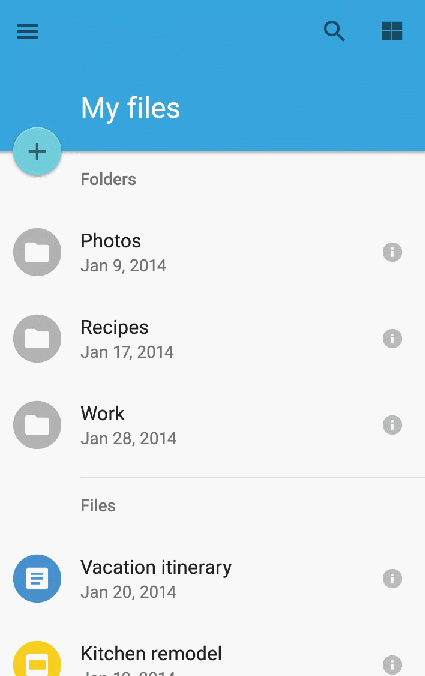 My files
Folders
Photos
Jan 9, 2014
Recipes
Jan 17, 2014
Work
Jan 28, 2014
Files
Vacation itinerary
Jan 20, 2014
Kitchen remodel